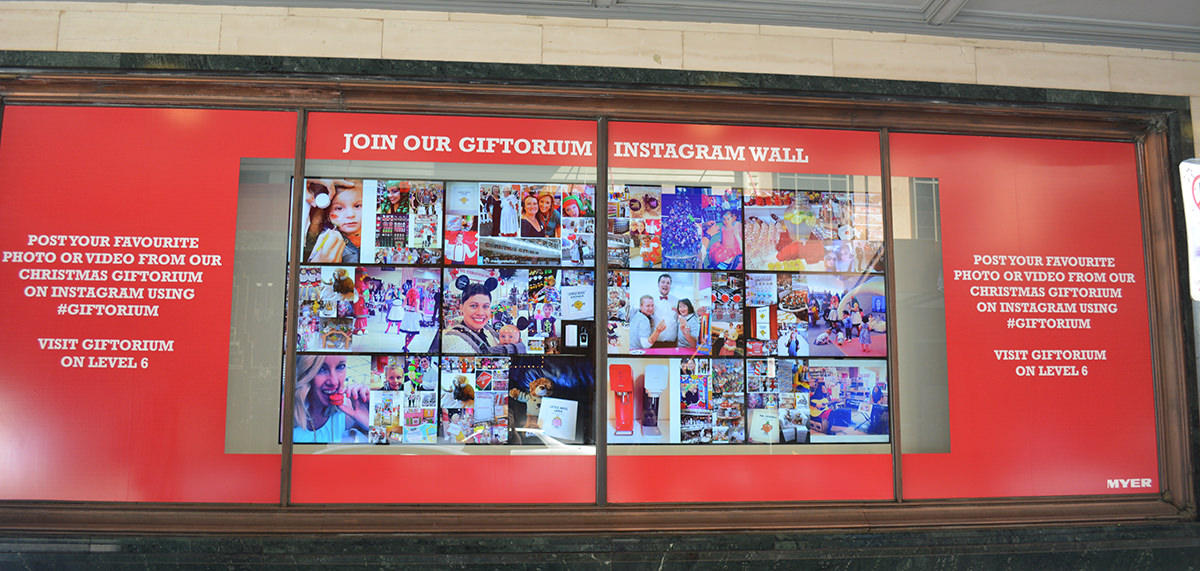 JOIN OUR GIFTORIUM INSTAGRAM WALL
POST YOUR FAVOURITE
PHOTO OR VIDEO FROM OUR
CHRISTMAS GIFTORIUM
ON INSTAGRAM USING
#GIFTORIUM
VISIT GIFTORIUM
ON LEVEL 6
POST YOUR FAVOURITE
PHOTO OR VIDEO FROM OUR
CHRISTMAS GIFTORIUM
ON INSTAGRAM USING
#GIFTORIUM
VISIT GIFTORIUM
ON LEVEL 6
MYER